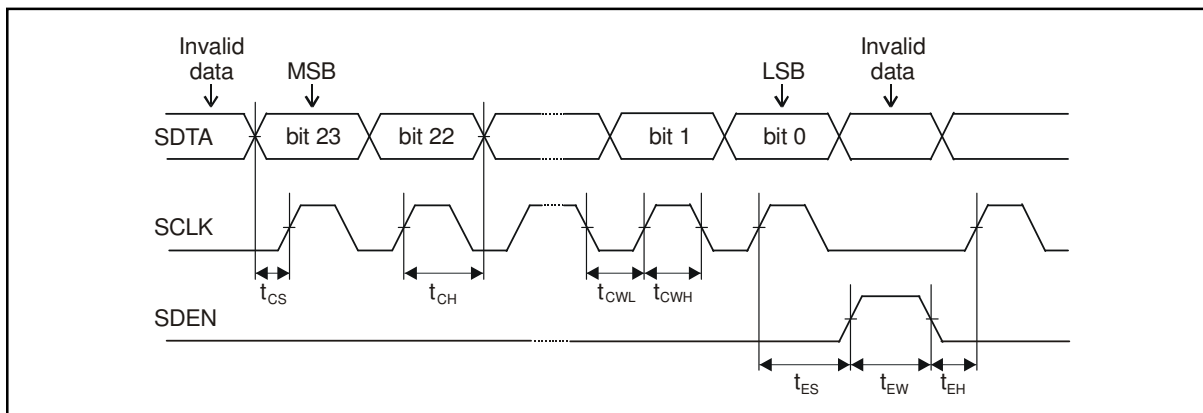 Invalid
data
MSB
LSB
Invalid
data
SDTA
bit 23
bit 22
bit 1
bit 0
SCLK
tCS
tCH
tCWL
tCWH
SDEN
tES
tEW
tEH